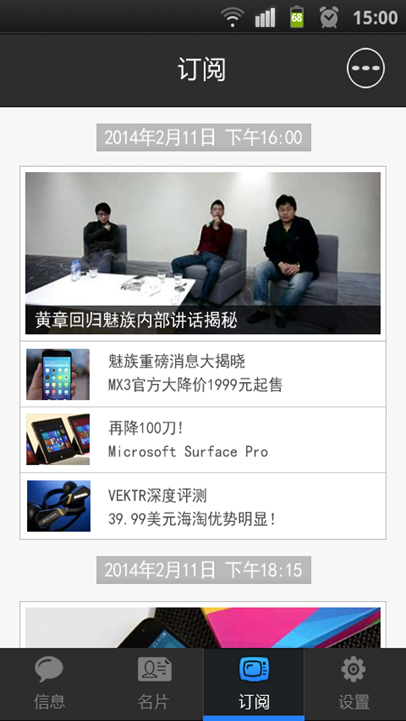 68
15:00
订阅
2014年2月11日 下午16:00
黄章回归魅族内部讲话揭秘
魅族重磅消息大揭晓
MX3官方大降价1999元起售
再降100刀!
Microsoft Surface Pro
VEKTR深度评测
39.99美元海淘优势明显!
2014年2月11日 下午18:15
信息
名片
订阅
设置